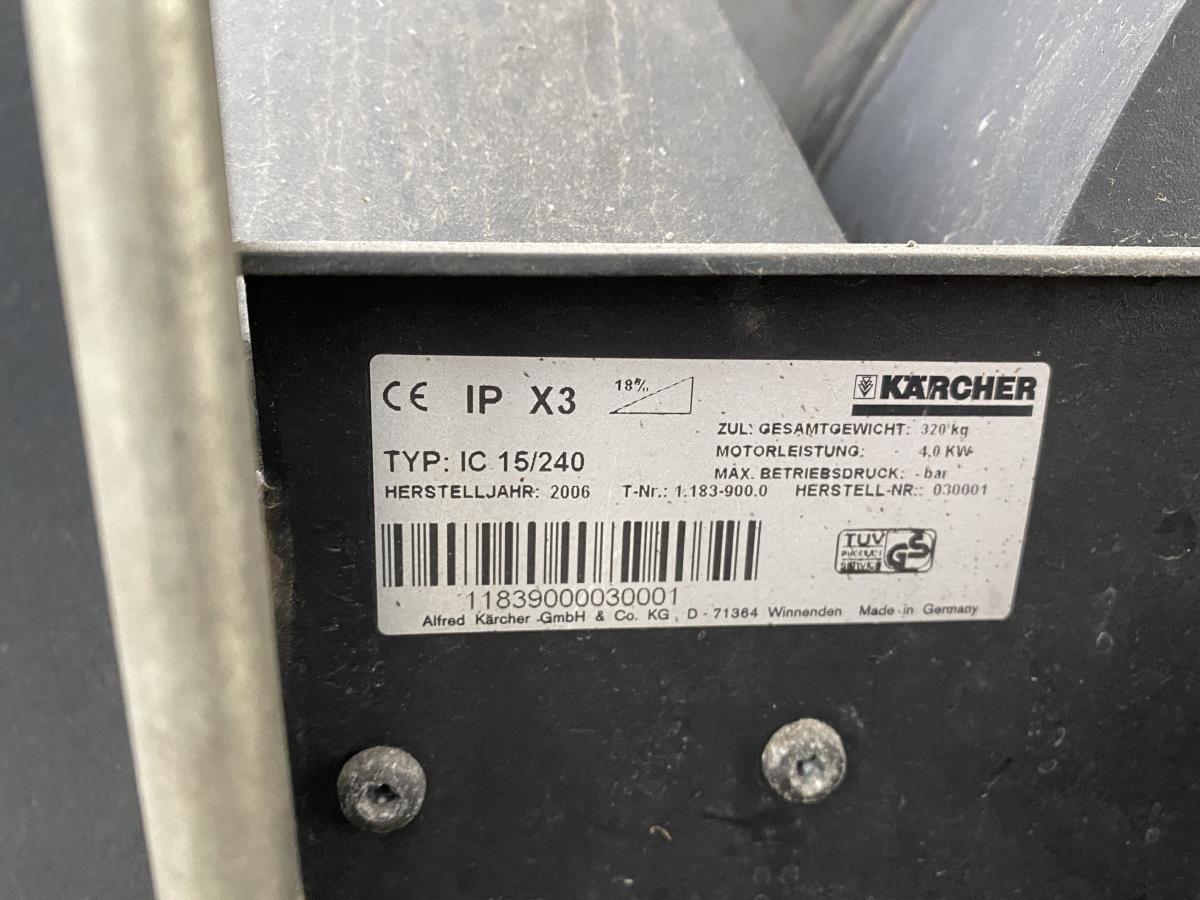 CE IP X3 18% KÄRCHER
ZUL: GESAMTGEWICHT: 320 kg
MOTORLEISTUNG: 4,0 KW
MAX. BETRIEBSDRUCK: - bar
TYP: IC 15/240
HERSTELLJAHR: 2006 T-Nr.: 1.183-900.0 HERSTELL-NR.: 030001
TÜV
PRODUCT
SERVICE
GS
11839000030001
Alfred Kärcher GmbH & Co. KG, D - 71364 Winnenden Made in Germany